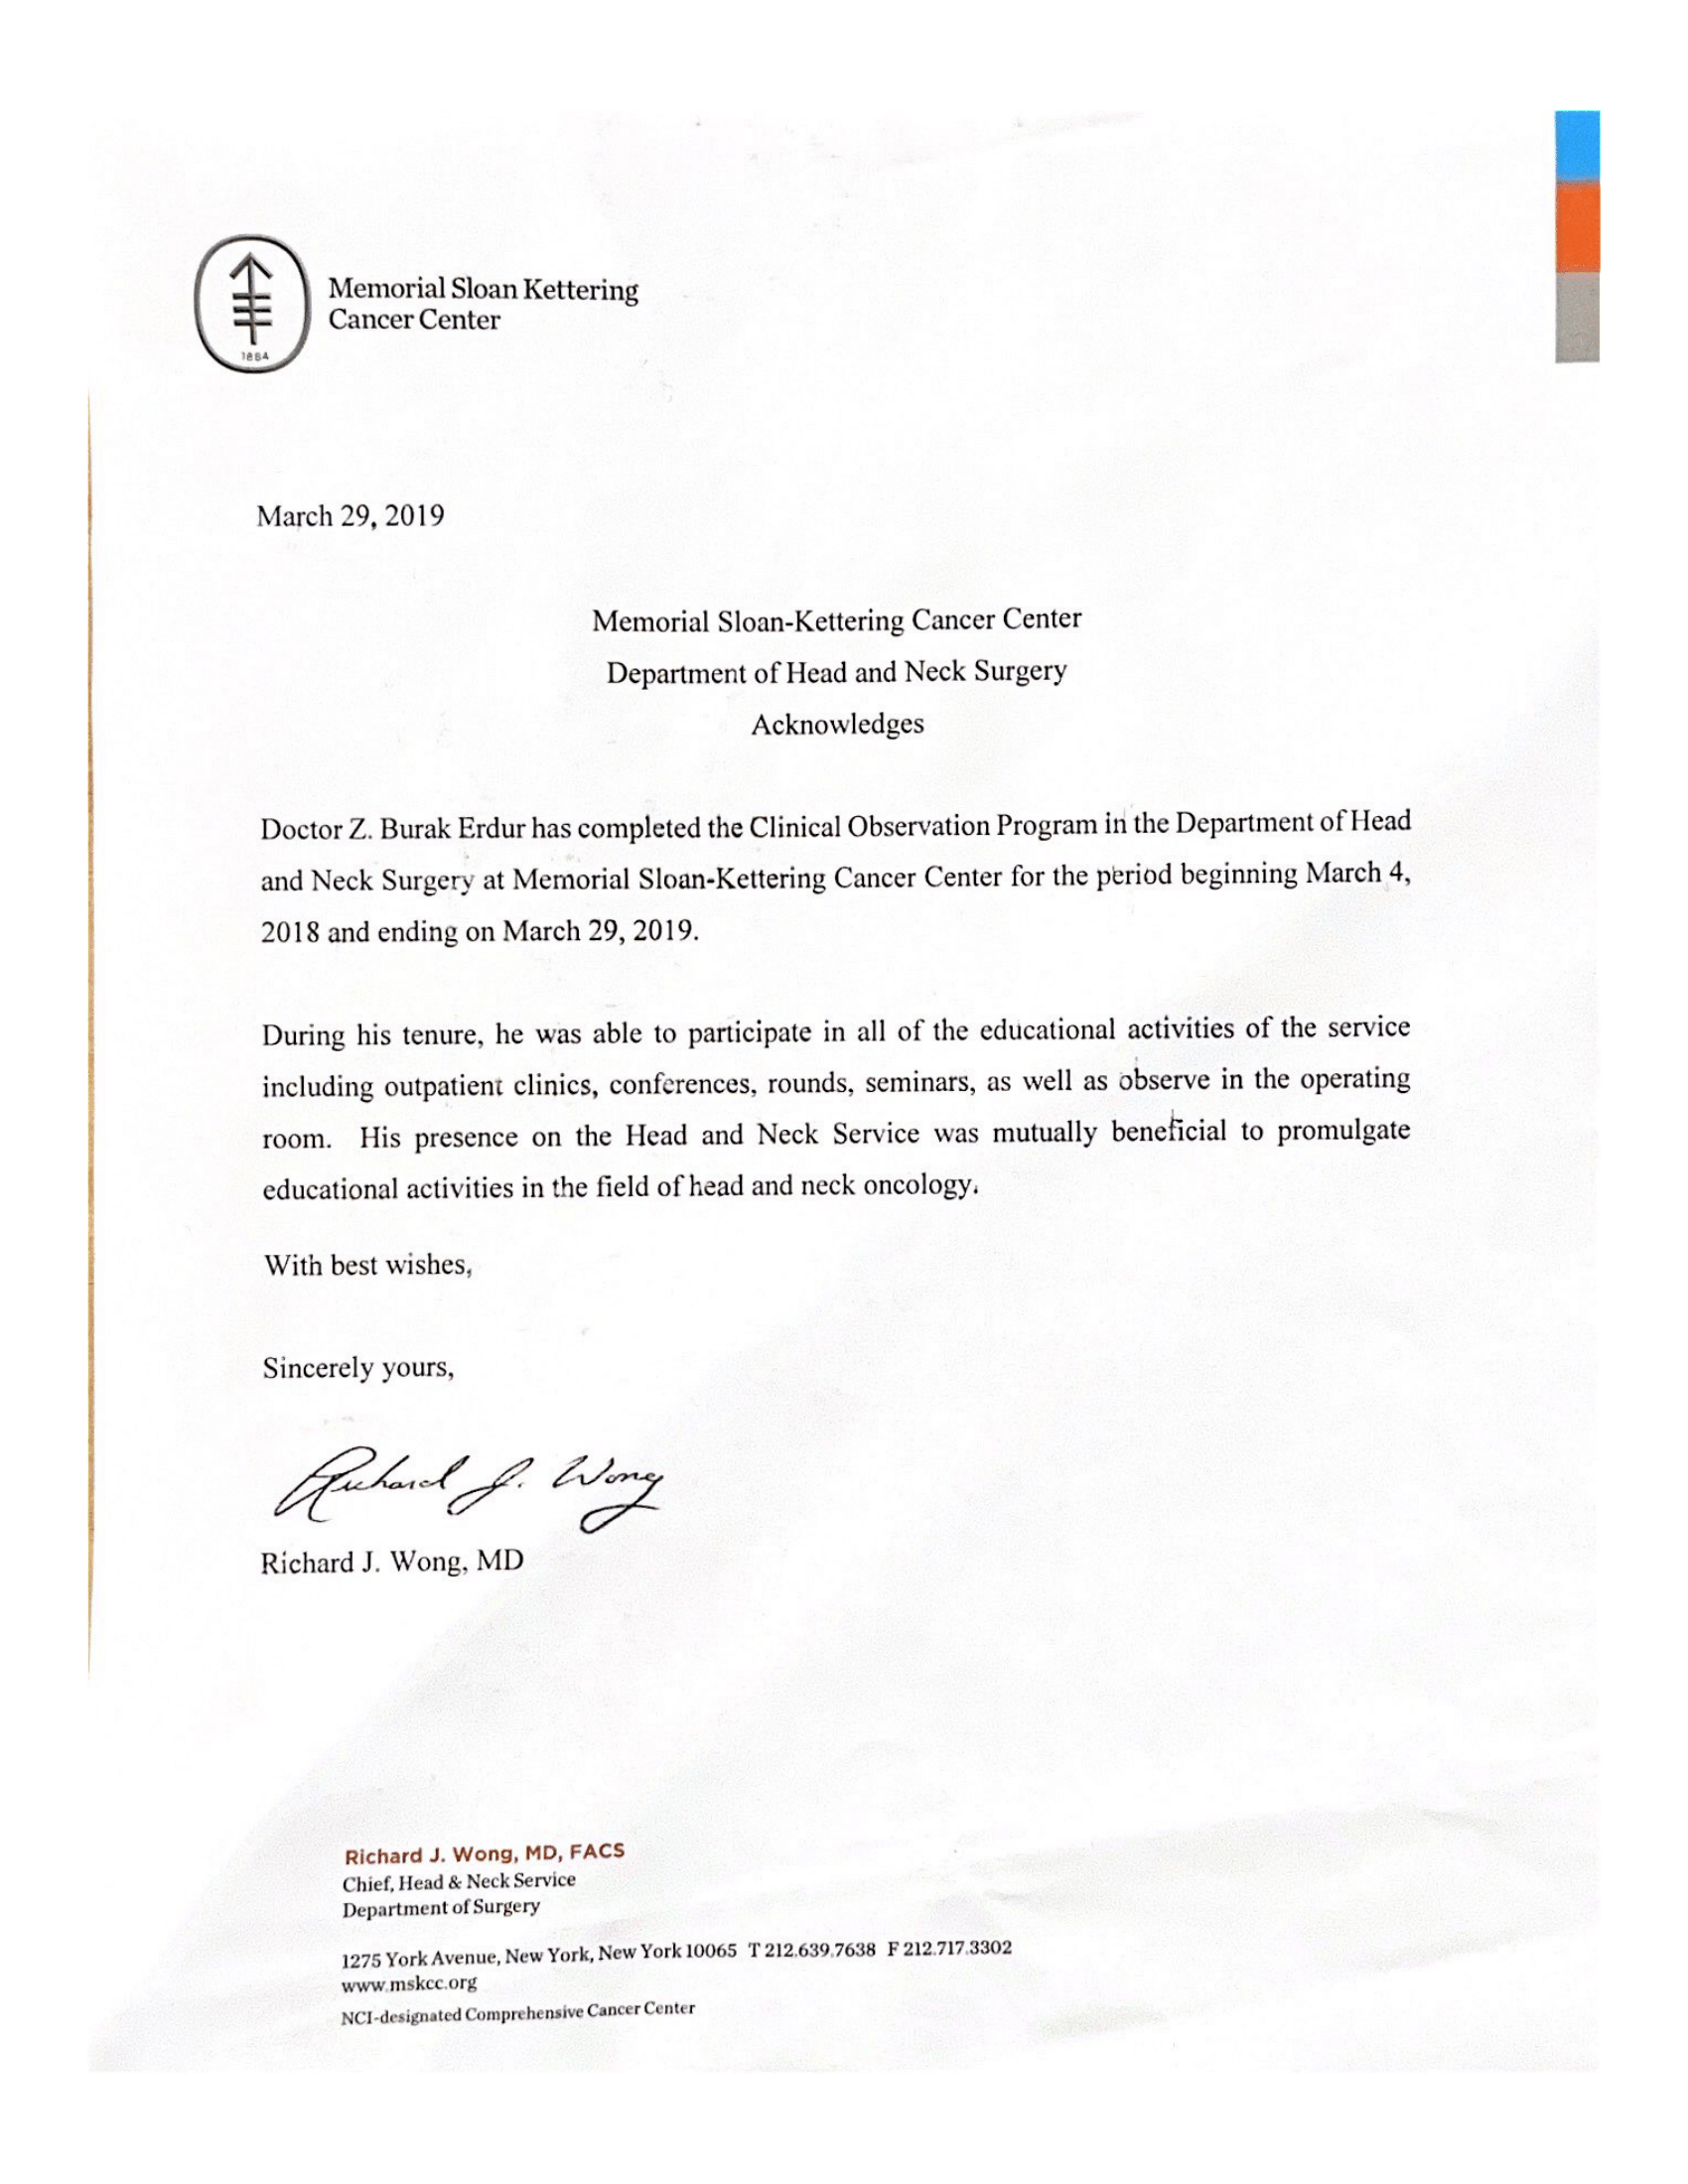 Memorial Sloan Kettering
Cancer Center
1884
March 29, 2019
Memorial Sloan-Kettering Cancer Center
Department of Head and Neck Surgery
Acknowledges
Doctor Z. Burak Erdur has completed the Clinical Observation Program in the Department of Head
and Neck Surgery at Memorial Sloan-Kettering Cancer Center for the period beginning March 4,
2018 and ending on March 29, 2019.
During his tenure, he was able to participate in all of the educational activities of the service
including outpatient clinics, conferences, rounds, seminars, as well as observe in the operating
room. His presence on the Head and Neck Service was mutually beneficial to promulgate
educational activities in the field of head and neck oncology.
With best wishes,
Sincerely yours,
Richard J. Wong
Richard J. Wong, MD
Richard J. Wong, MD, FACS
Chief, Head & Neck Service
Department of Surgery
1275 York Avenue, New York, New York 10065 T 212.639.7638 F 212.717.3302
www.mskcc.org
NCI-designated Comprehensive Cancer Center